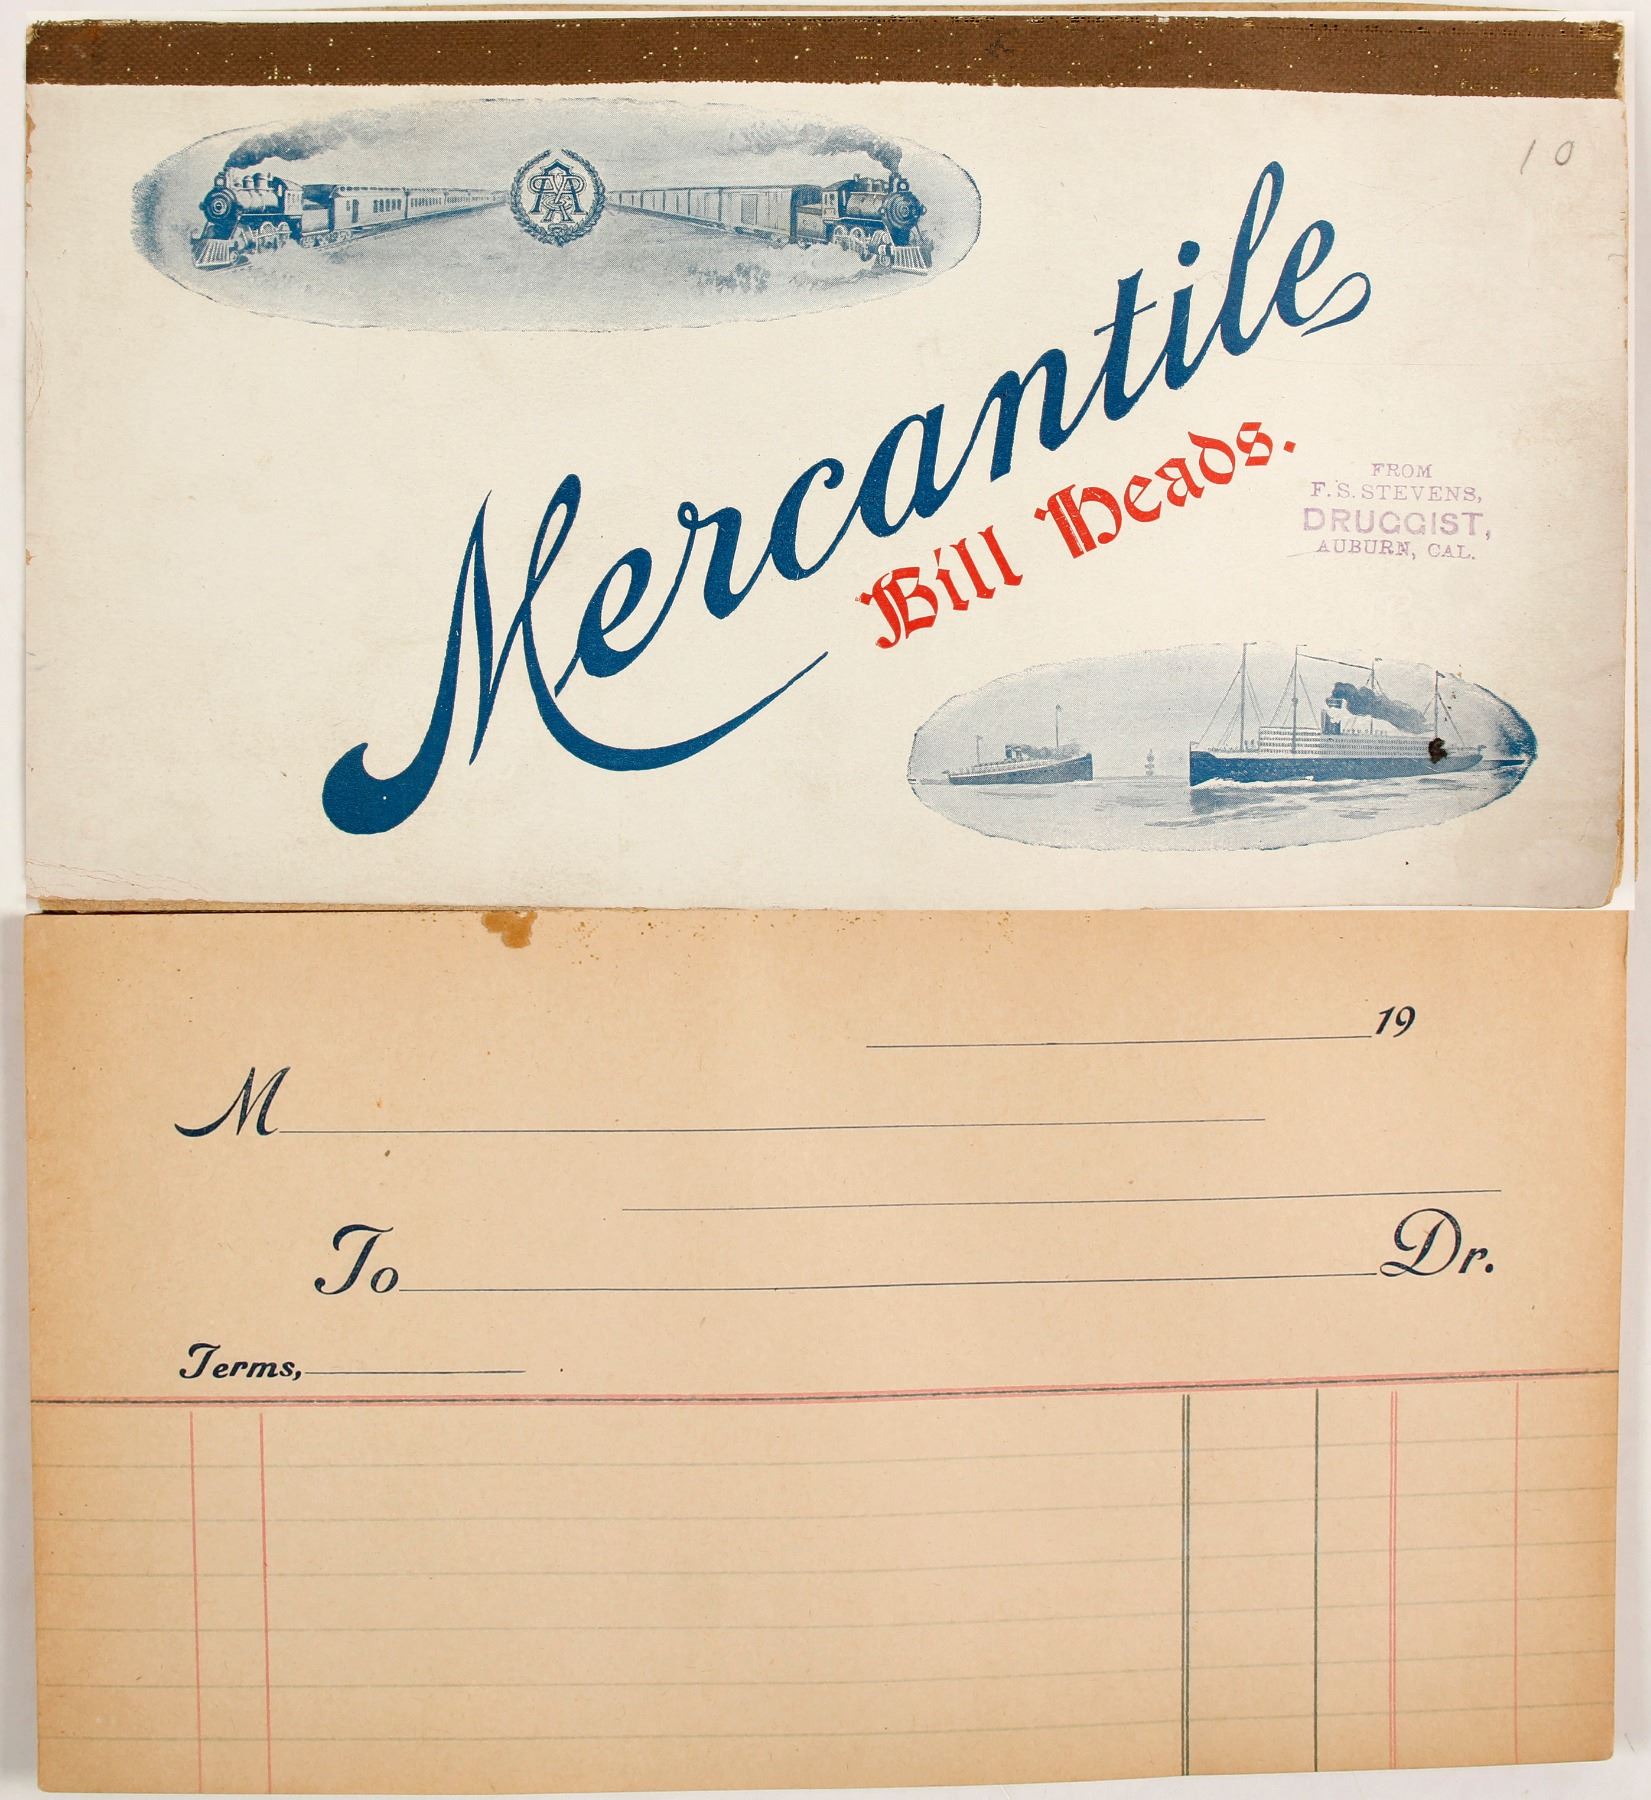 10
Mercantile
Bill Heads.
FROM
F. S. STEVENS,
DRUGGIST,
AUBURN, CAL.
19
M
To Dr.
Terms,